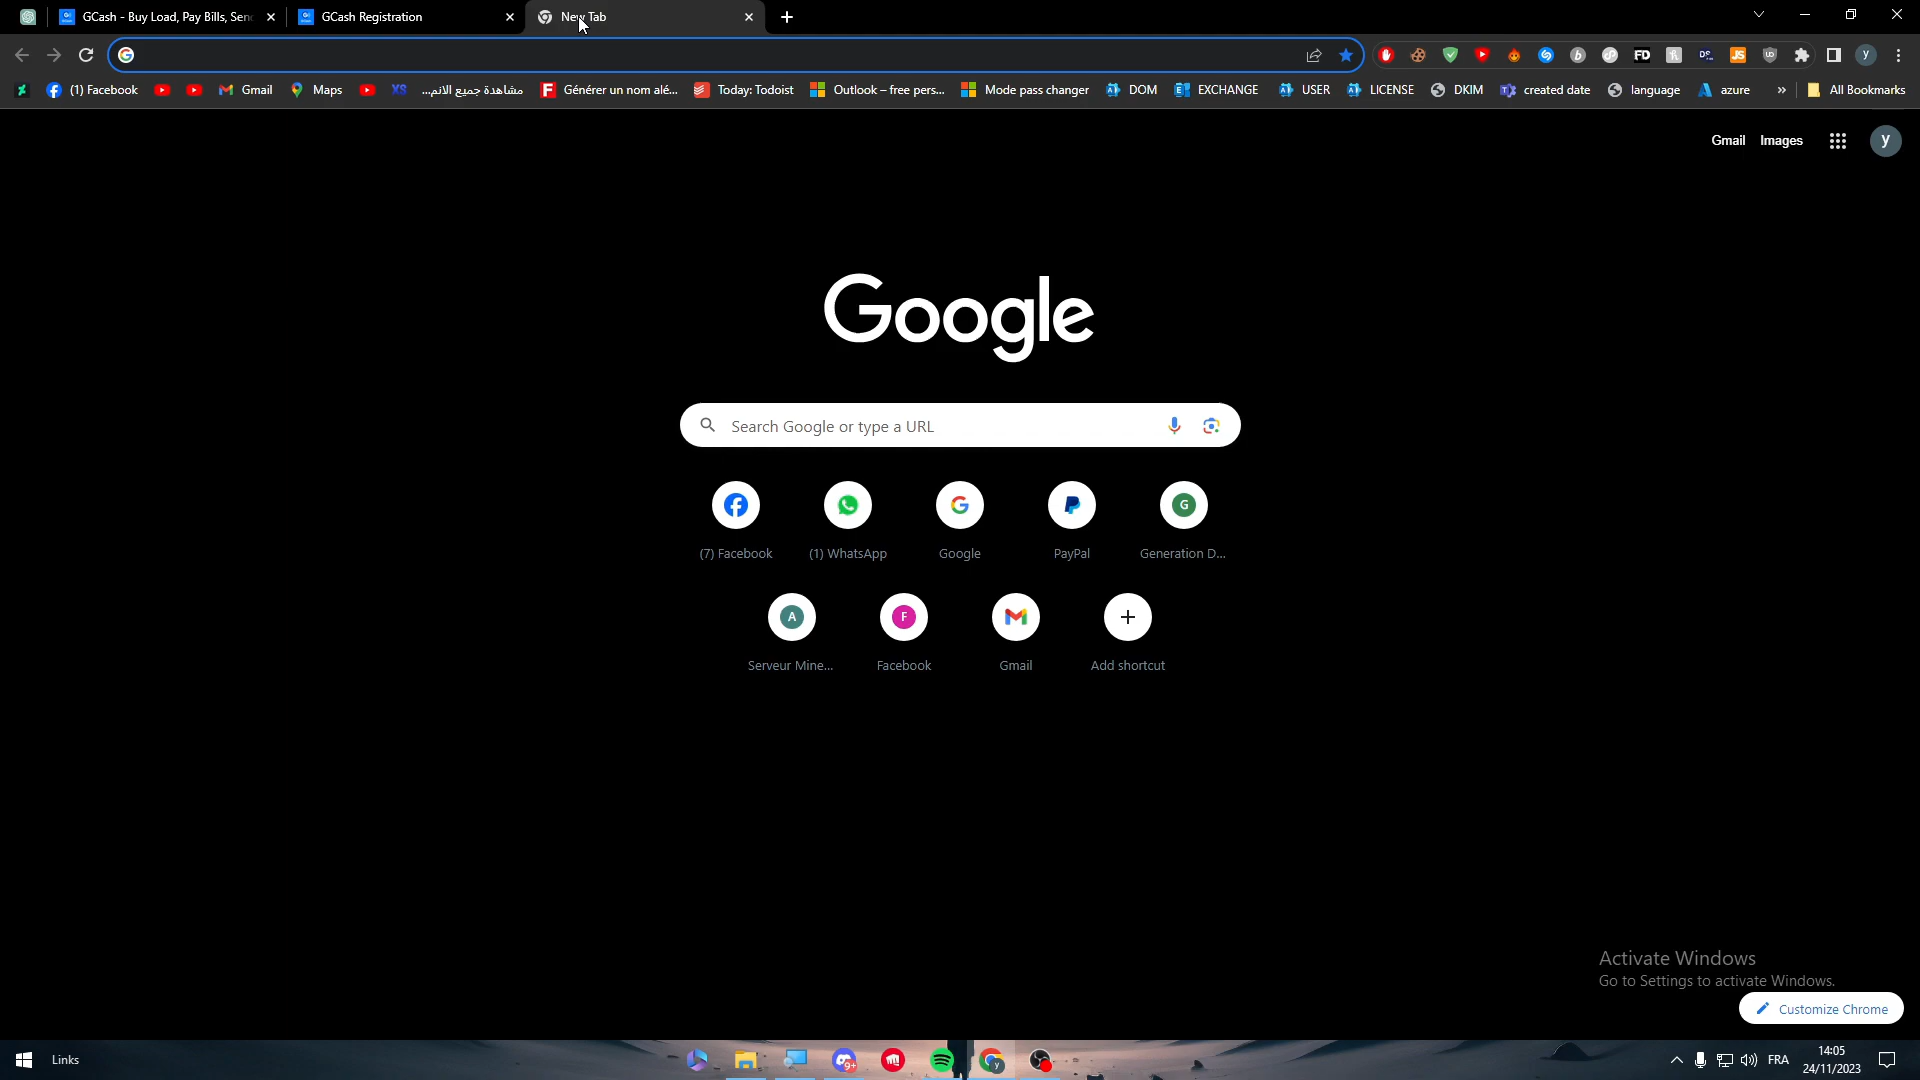 GCash - Buy Load, Pay Bills, Sen
GCash Registration
New Tab
(1) Facebook
Gmail
Maps
XS
مشاهدة جميع الانم...
Générer un nom alé...
Today: Todoist
Outlook – free pers...
Mode pass changer
DOM
EXCHANGE
USER
LICENSE
DKIM
created date
language
azure
»
All Bookmarks
Gmail
Images
y
Google
Search Google or type a URL
(7) Facebook
(1) WhatsApp
Google
PayPal
G
Generation D...
A
Serveur Mine...
F
Facebook
Gmail
Add shortcut
Activate Windows
Go to Settings to activate Windows.
Customize Chrome
Links
9+
FRA
14:05
24/11/2023